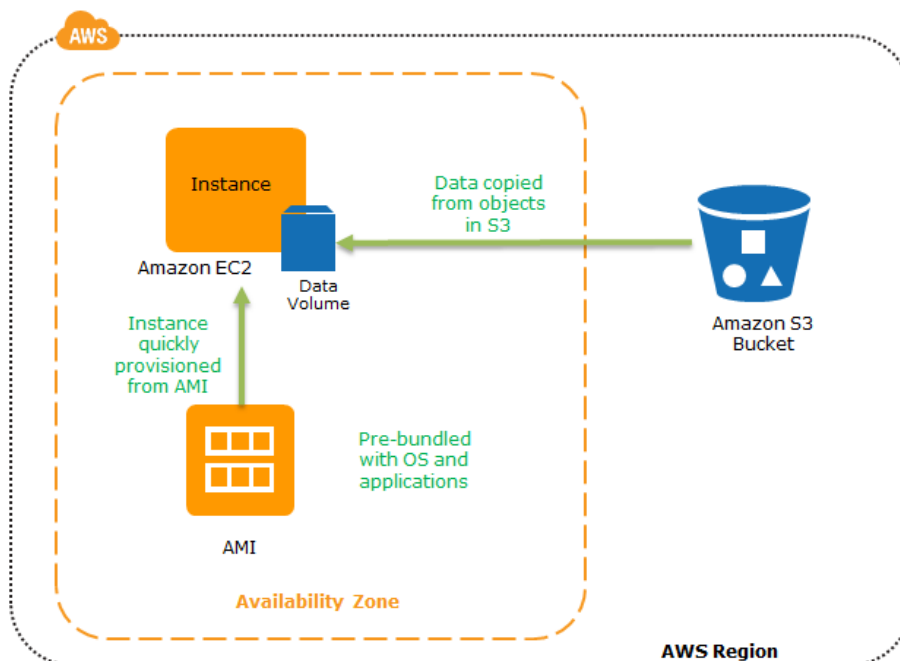 AWS
Instance
Amazon EC2
Data
Volume
Data copied
from objects
in S3
Amazon S3
Bucket
Instance
quickly
provisioned
from AMI
Pre-bundled
with OS and
applications
AMI
Availability Zone
AWS Region